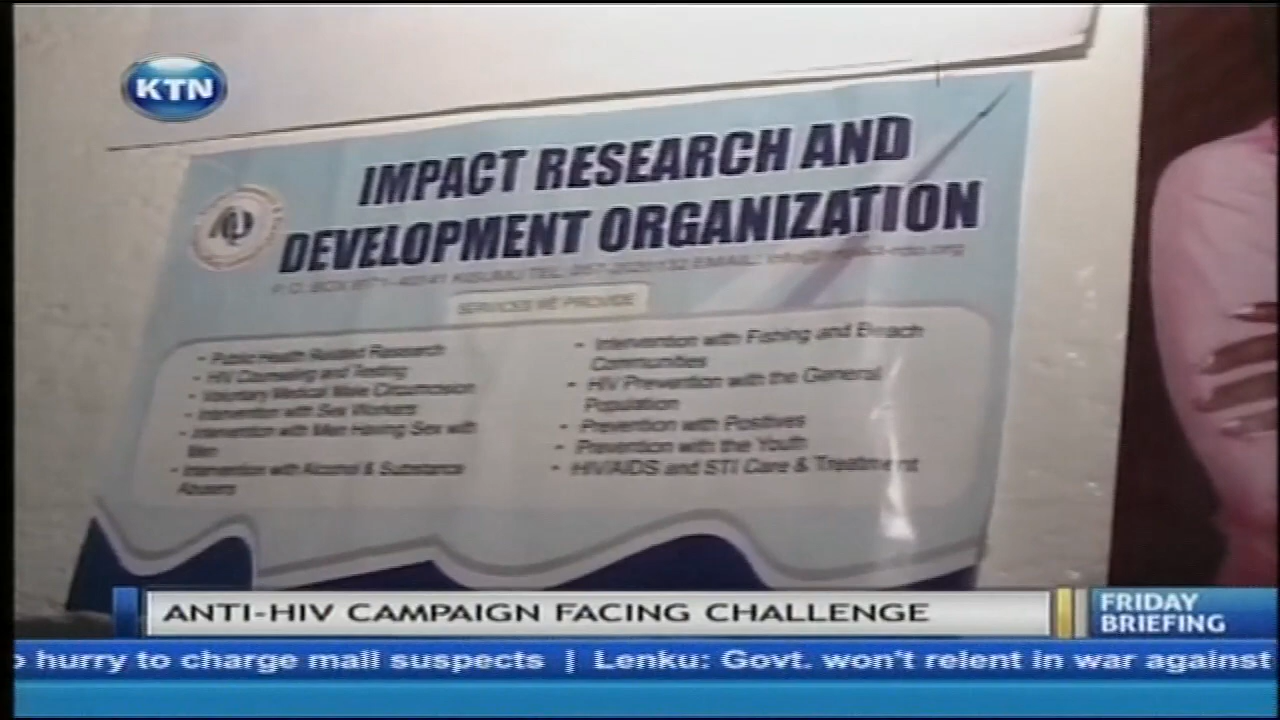 KTN
IMPACT RESEARCH AND
DEVELOPMENT ORGANIZATION
P. O. BOX KISUMU TEL: EMAIL:
SERVICES WE PROVIDE
- Public Health Related Research
- HIV Counseling and Testing
- Voluntary Medical Male Circumcision
- Intervention with Sex Workers
- Intervention with Men Having Sex with
Men
- Intervention with Alcohol & Substance
Abusers
- Intervention with Fishing and Beach
Communities
- HIV Prevention with the General
Population
- Prevention with Positives
- Prevention with the Youth
- HIV/AIDS and STI Care & Treatment
ANTI-HIV CAMPAIGN FACING CHALLENGE
FRIDAY
BRIEFING
o hurry to charge mall suspects | Lenku: Govt. won't relent in war against